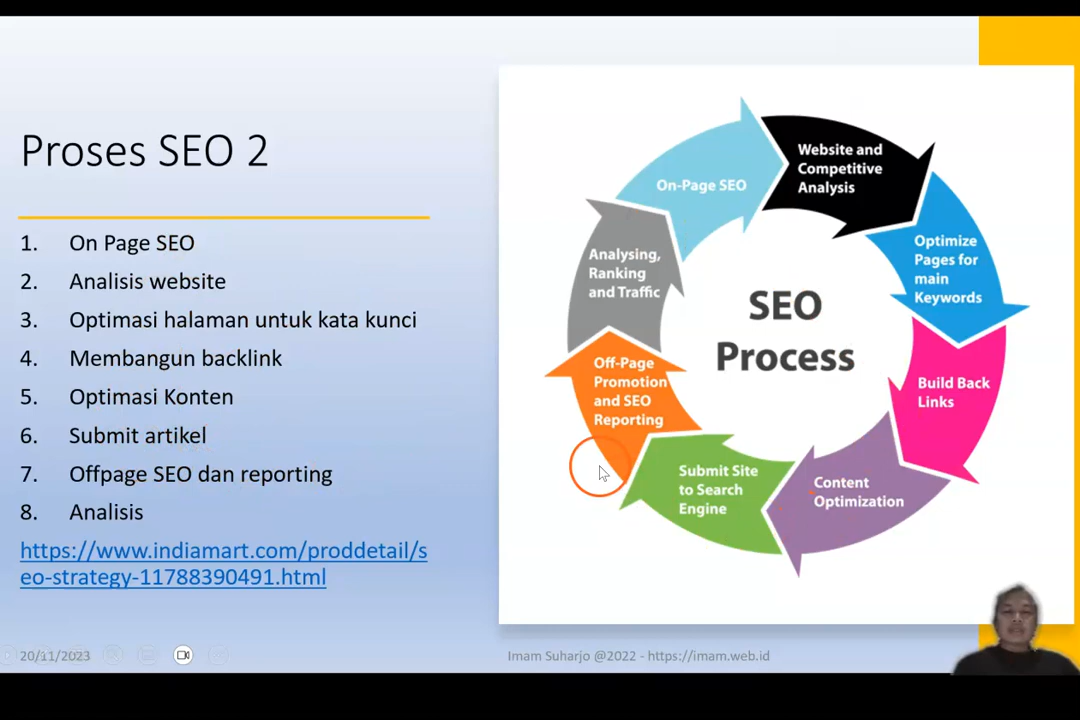 Proses SEO 2
1. On Page SEO
2. Analisis website
3. Optimasi halaman untuk kata kunci
4. Membangun backlink
5. Optimasi Konten
6. Submit artikel
7. Offpage SEO dan reporting
8. Analisis
https://www.indiamart.com/proddetail/s
eo-strategy-11788390491.html
On-Page SEO
Website and
Competitive
Analysis
Optimize
Pages for
main
Keywords
Build Back
Links
Content
Optimization
Submit Site
to Search
Engine
Off-Page
Promotion
and SEO
Reporting
Analysing,
Ranking
and Traffic
SEO
Process
20/11/2023
Imam Suharjo @2022 - https://imam.web.id